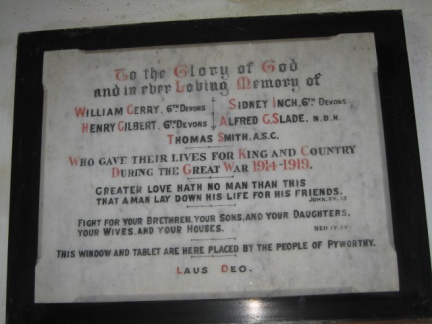 To the Glory of God
and in ever Loving Memory of
WILLIAM GERRY, 6TH DEVONS SIDNEY INCH, 6TH DEVONS
HENRY GILBERT, 6TH DEVONS ALFRED G. SLADE, N.D.H.
THOMAS SMITH, A.S.C.
WHO GAVE THEIR LIVES FOR KING AND COUNTRY
DURING THE GREAT WAR 1914-1919.
GREATER LOVE HATH NO MAN THAN THIS
THAT A MAN LAY DOWN HIS LIFE FOR HIS FRIENDS.
JOHN. XV. 13
FIGHT FOR YOUR BRETHREN, YOUR SONS, AND YOUR DAUGHTERS,
YOUR WIVES, AND YOUR HOUSES.
NEH IV. 14
THIS WINDOW AND TABLET ARE HERE PLACED BY THE PEOPLE OF PYWORTHY.
LAUS DEO.